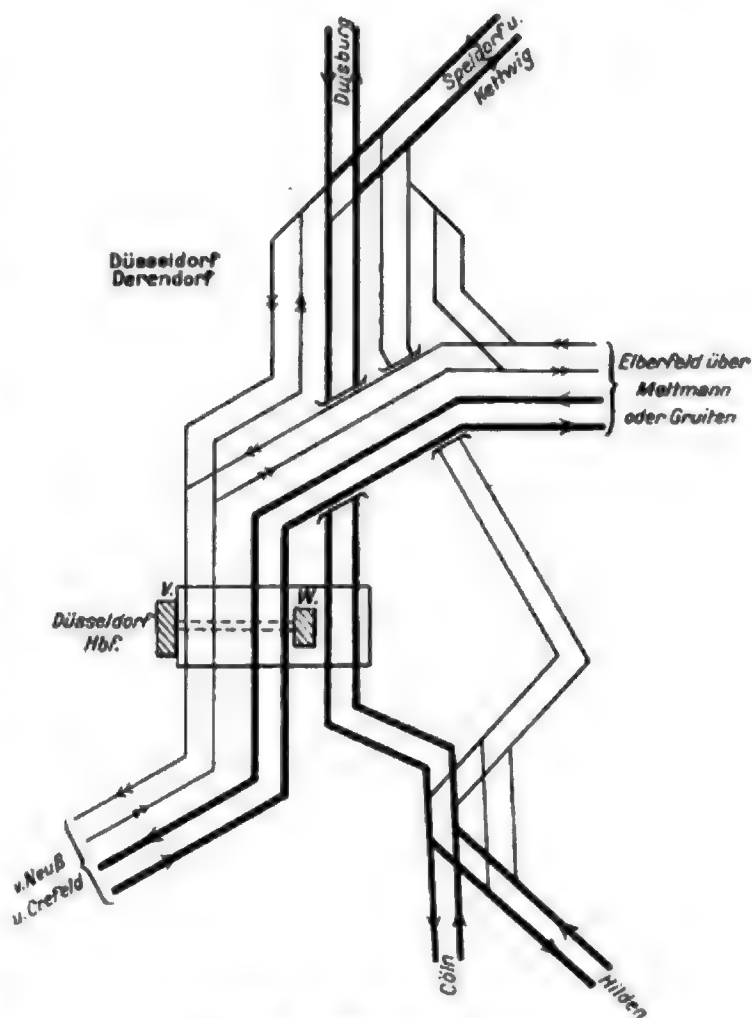 Duisburg
Speldorf u.
Kettwig
Düsseldorf
Derendorf
Elberfeld über
Mettmann
oder Gruiten
V.
W.
Düsseldorf
Hbf.
v. Neuß
u. Crefeld
Cöln
Hilden